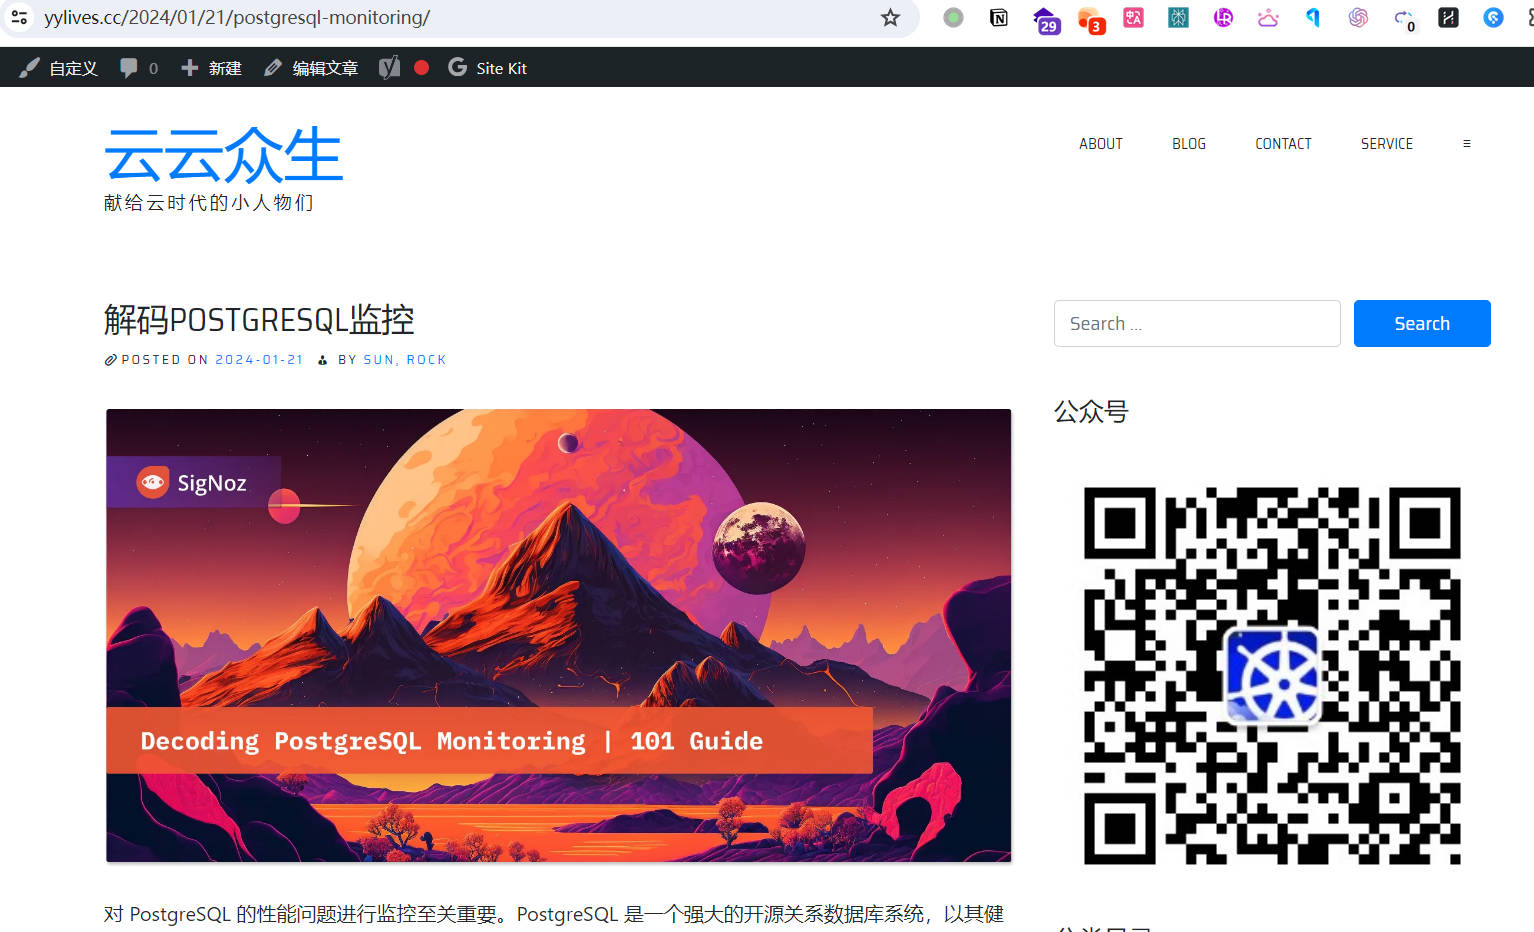 yylives.cc/2024/01/21/postgresql-monitoring/
29
3
0
自定义
0
新建
编辑文章
Site Kit
云云众生
献给云时代的小人物们
ABOUT
BLOG
CONTACT
SERVICE
解码POSTGRESQL监控
POSTED ON 2024-01-21 BY SUN, ROCK
Search ...
Search
公众号
SigNoz
Decoding PostgreSQL Monitoring | 101 Guide
对 PostgreSQL 的性能问题进行监控至关重要。PostgreSQL 是一个强大的开源关系数据库系统，以其健